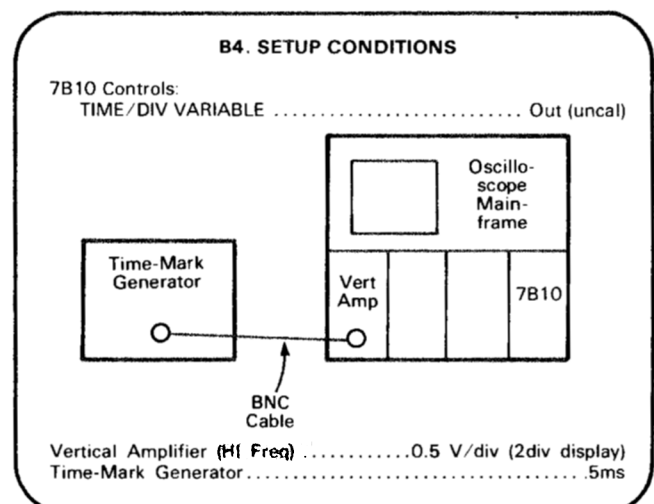 B4. SETUP CONDITIONS
7B10 Controls:
TIME/DIV VARIABLE .......................... Out (uncal)
Oscillo-
scope
Main-
frame
Time-Mark
Generator
Vert
Amp
7B10
BNC
Cable
Vertical Amplifier (Hi Freq) ...........0.5 V/div (2div display)
Time-Mark Generator.....................................5ms